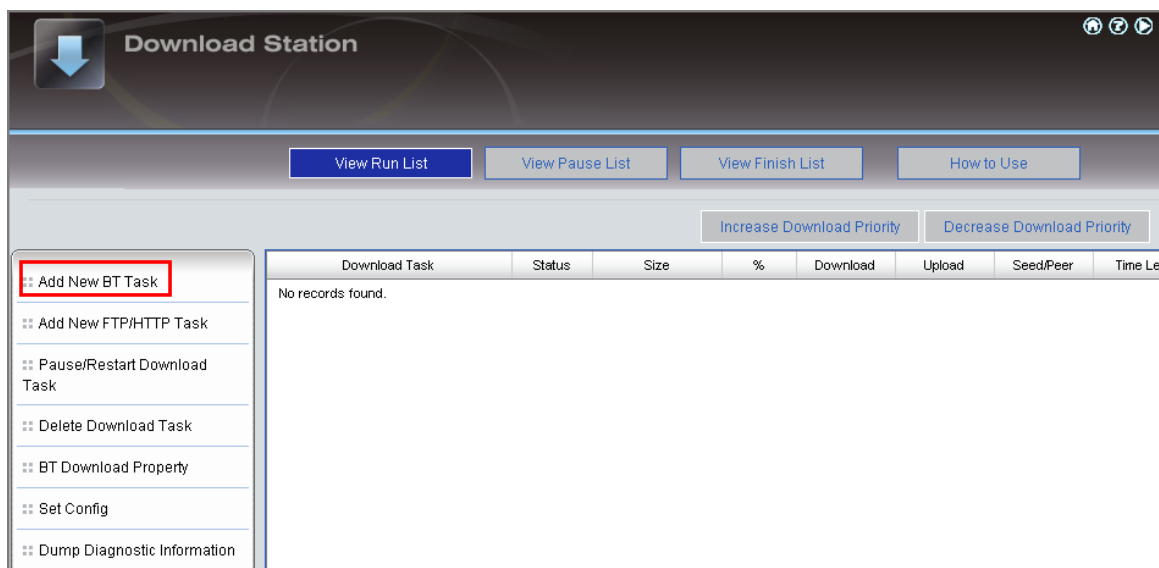 Download Station
View Run List View Pause List View Finish List How to Use
Increase Download Priority Decrease Download Priority
Download Task Status Size % Download Upload Seed/Peer Time Le
No records found.
Add New BT Task
Add New FTP/HTTP Task
Pause/Restart Download
Task
Delete Download Task
BT Download Property
Set Config
Dump Diagnostic Information